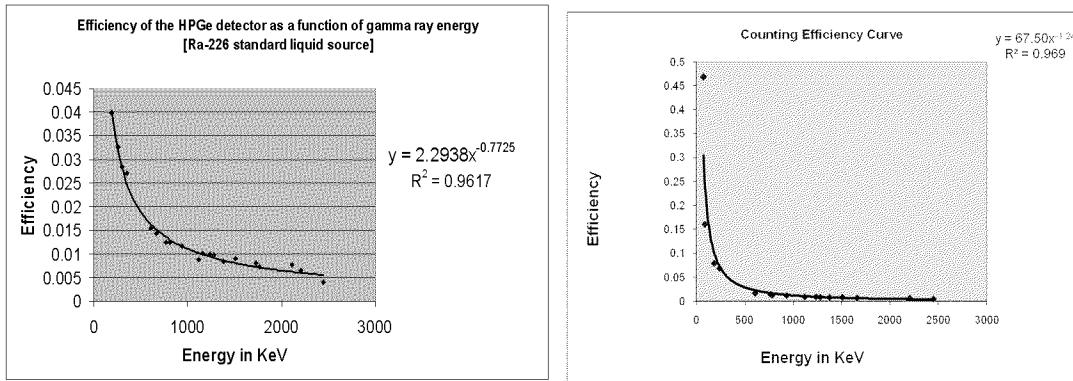 Efficiency of the HPGe detector as a function of gamma ray energy
[Ra-226 standard liquid source]
0.045
0.04
0.035
0.03
0.025
0.02
0.015
0.01
0.005
0
Efficiency
0 1000 2000 3000
Energy in KeV
y = 2.2938x^-0.7725
R² = 0.9617
Counting Efficiency Curve
y = 67.50x^-1.24
R² = 0.969
0.5
0.45
0.4
0.35
0.3
0.25
0.2
0.15
0.1
0.05
0
Efficiency
0 500 1000 1500 2000 2500 3000
Energy in KeV